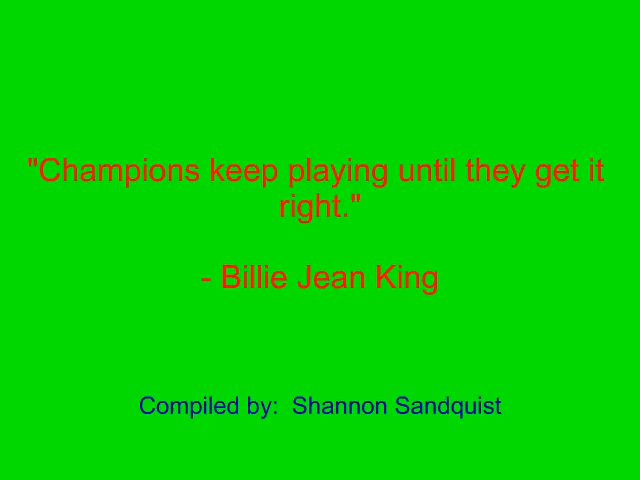 "Champions keep playing until they get it
right."
- Billie Jean King
Compiled by:  Shannon Sandquist